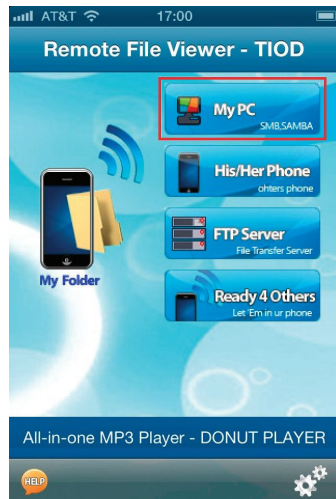 AT&T 17:00
Remote File Viewer - TIOD
My PC
SMB,SAMBA
His/Her Phone
ohters phone
FTP Server
File Transfer Server
My Folder
Ready 4 Others
Let 'Em in ur phone
All-in-one MP3 Player - DONUT PLAYER
HELP